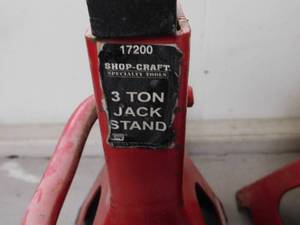 17200
SHOP-CRAFT
SPECIALTY TOOLS
3 TON
JACK
STAND